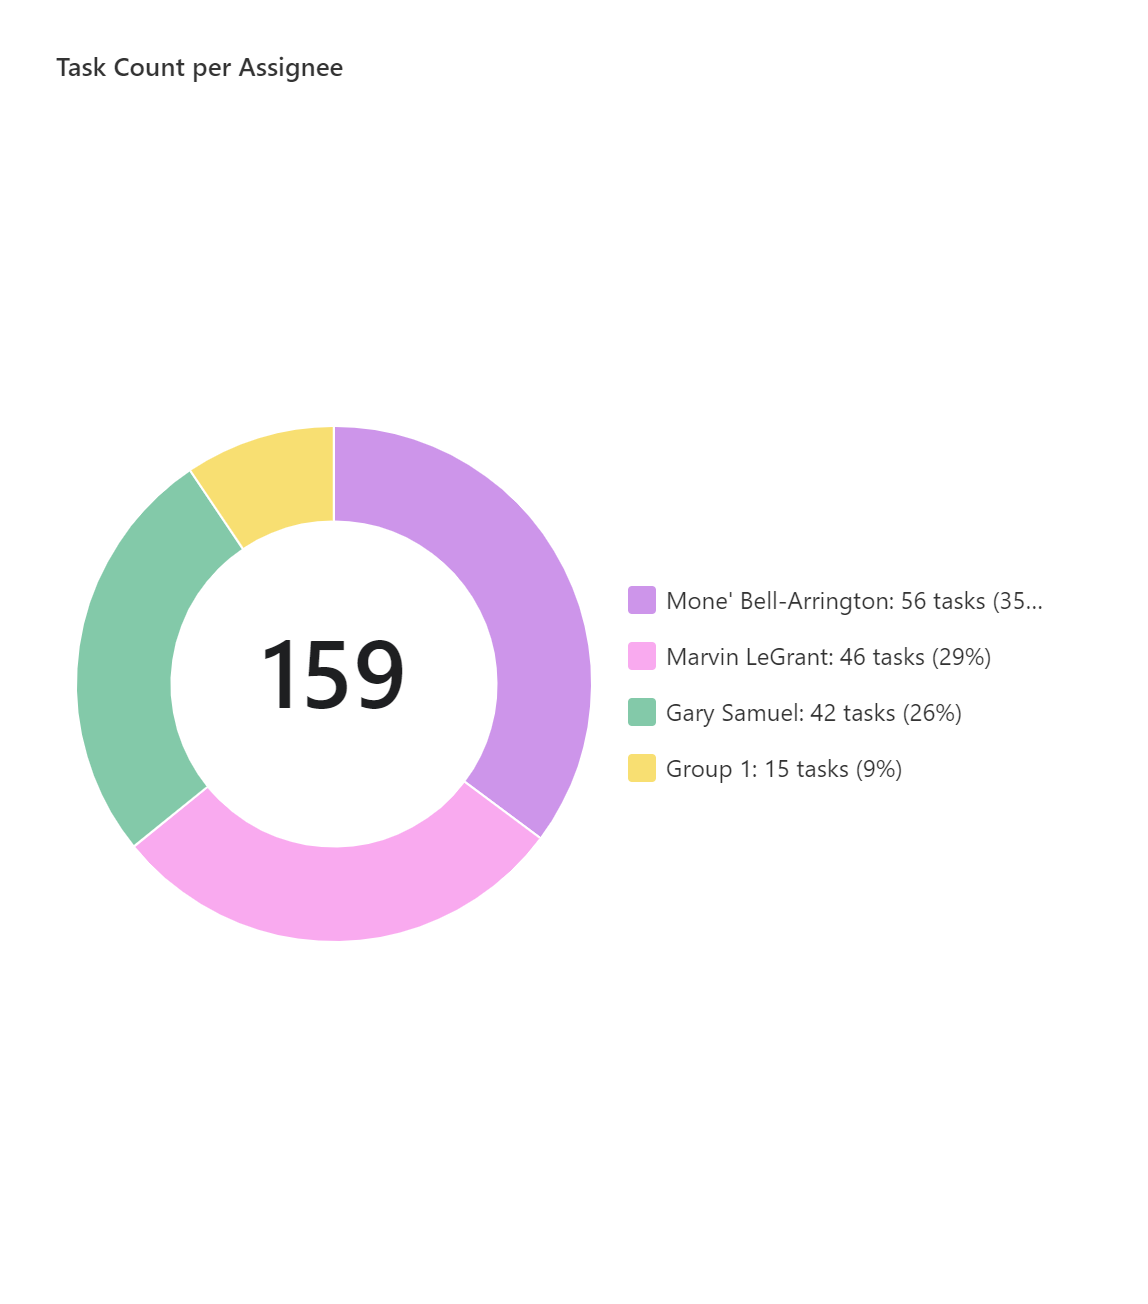 Task Count per Assignee
159
Mone' Bell-Arrington: 56 tasks (35...
Marvin LeGrant: 46 tasks (29%)
Gary Samuel: 42 tasks (26%)
Group 1: 15 tasks (9%)